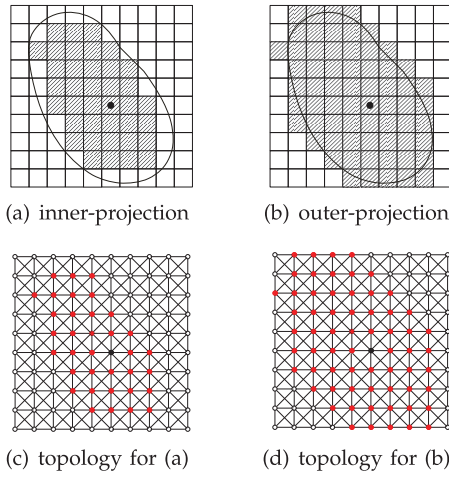 (a) inner-projection
(b) outer-projection
(c) topology for (a)
(d) topology for (b)